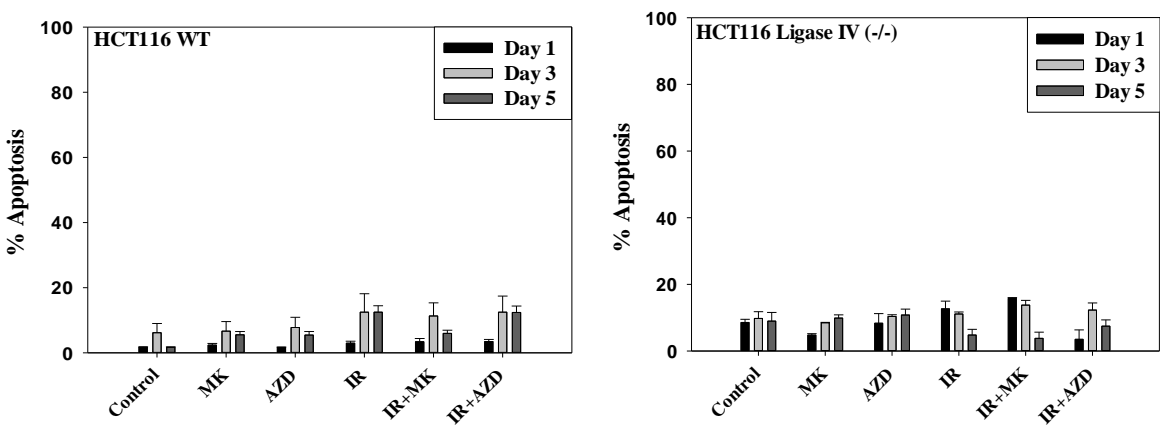 HCT116 WT
Day 1
Day 3
Day 5
% Apoptosis
100
80
60
40
20
0
Control
MK
AZD
IR
IR+MK
IR+AZD
HCT116 Ligase IV (-/-)
Day 1
Day 3
Day 5
% Apoptosis
100
80
60
40
20
0
Control
MK
AZD
IR
IR+MK
IR+AZD